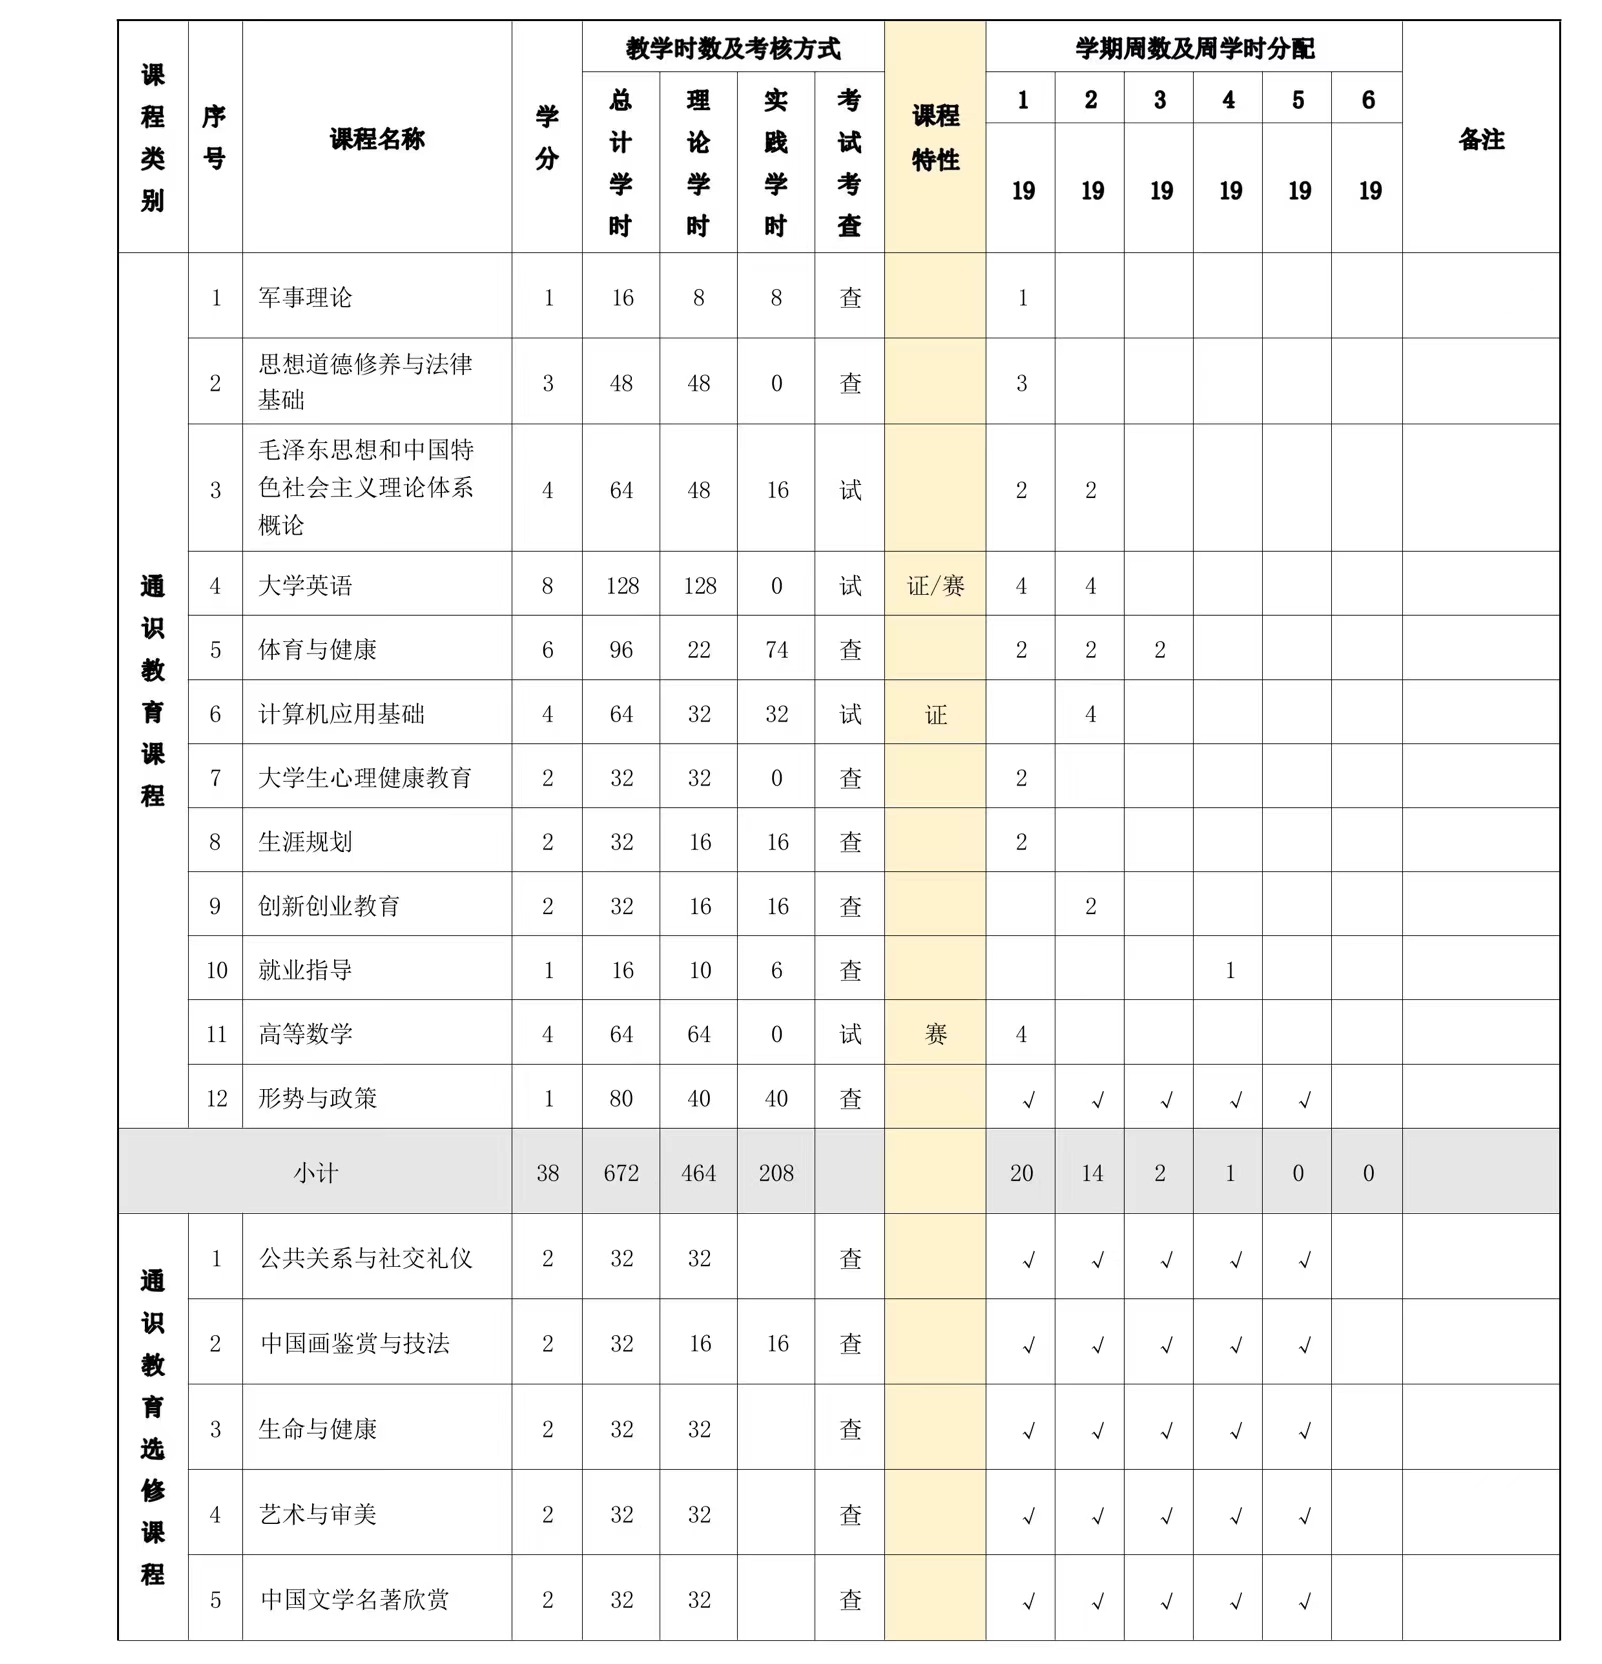 课程类别 序号 课程名称 学分 教学时数及考核方式 课程特性 学期周数及周学时分配 备注
总计学时 理论学时 实践学时 考试考查 1 2 3 4 5 6
19 19 19 19 19 19
通识教育课程
1 军事理论 1 16 8 8 查 1
2 思想道德修养与法律
基础 3 48 48 0 查 3
3 毛泽东思想和中国特
色社会主义理论体系
概论 4 64 48 16 试 2 2
4 大学英语 8 128 128 0 试 证/赛 4 4
5 体育与健康 6 96 22 74 查 2 2 2
6 计算机应用基础 4 64 32 32 试 证 4
7 大学生心理健康教育 2 32 32 0 查 2
8 生涯规划 2 32 16 16 查 2
9 创新创业教育 2 32 16 16 查 2
10 就业指导 1 16 10 6 查 1
11 高等数学 4 64 64 0 试 赛 4
12 形势与政策 1 80 40 40 查 √ √ √ √ √
小计 38 672 464 208 20 14 2 1 0 0
通识教育选修课程
1 公共关系与社交礼仪 2 32 32 查 √ √ √ √ √
2 中国画鉴赏与技法 2 32 16 16 查 √ √ √ √ √
3 生命与健康 2 32 32 查 √ √ √ √ √
4 艺术与审美 2 32 32 查 √ √ √ √ √
5 中国文学名著欣赏 2 32 32 查 √ √ √ √ √